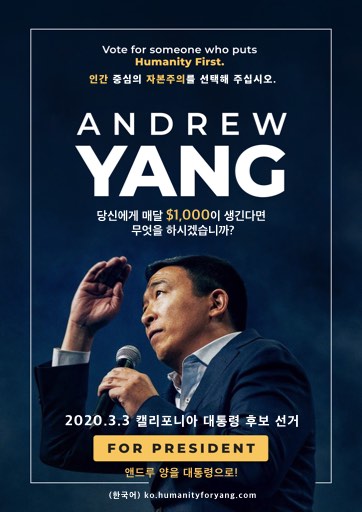 Vote for someone who puts
Humanity First.
인간 중심의 자본주의를 선택해 주십시오.
ANDREW
YANG
당신에게 매달 $1,000이 생긴다면
무엇을 하시겠습니까?
2020.3.3 캘리포니아 대통령 후보 선거
FOR PRESIDENT
앤드루 양을 대통령으로!
(한국어) ko.humanityforyang.com